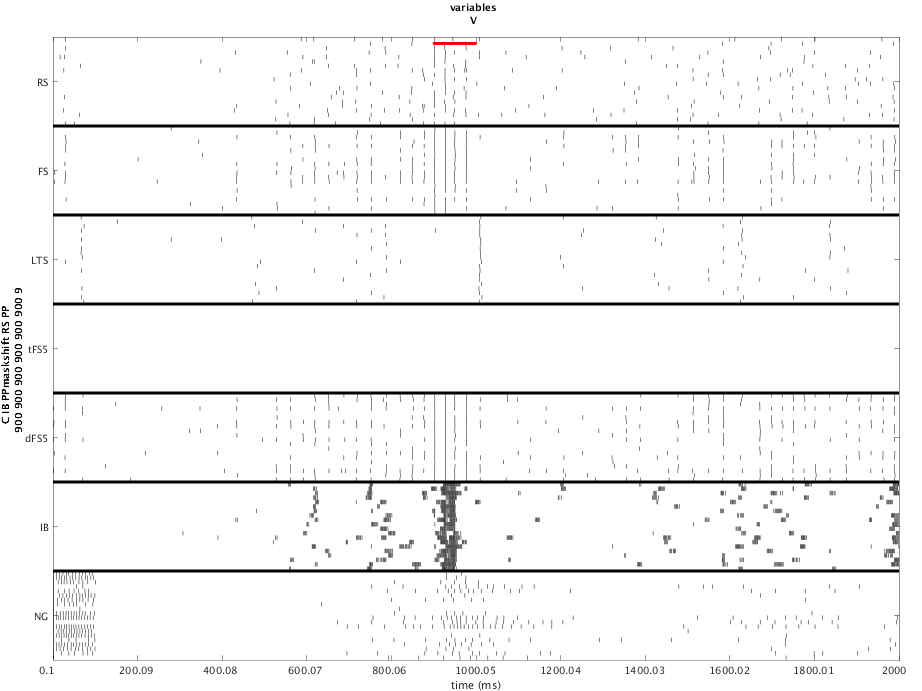 variables
V
RS
FS
LTS
tFS5
dFS5
IB
NG
C IB PPmaskshift RS PP
900 900 900 900 900 900 9
0.1 200.09 400.08 600.07 800.06 1000.05 1200.04 1400.03 1600.02 1800.01 2000
time (ms)